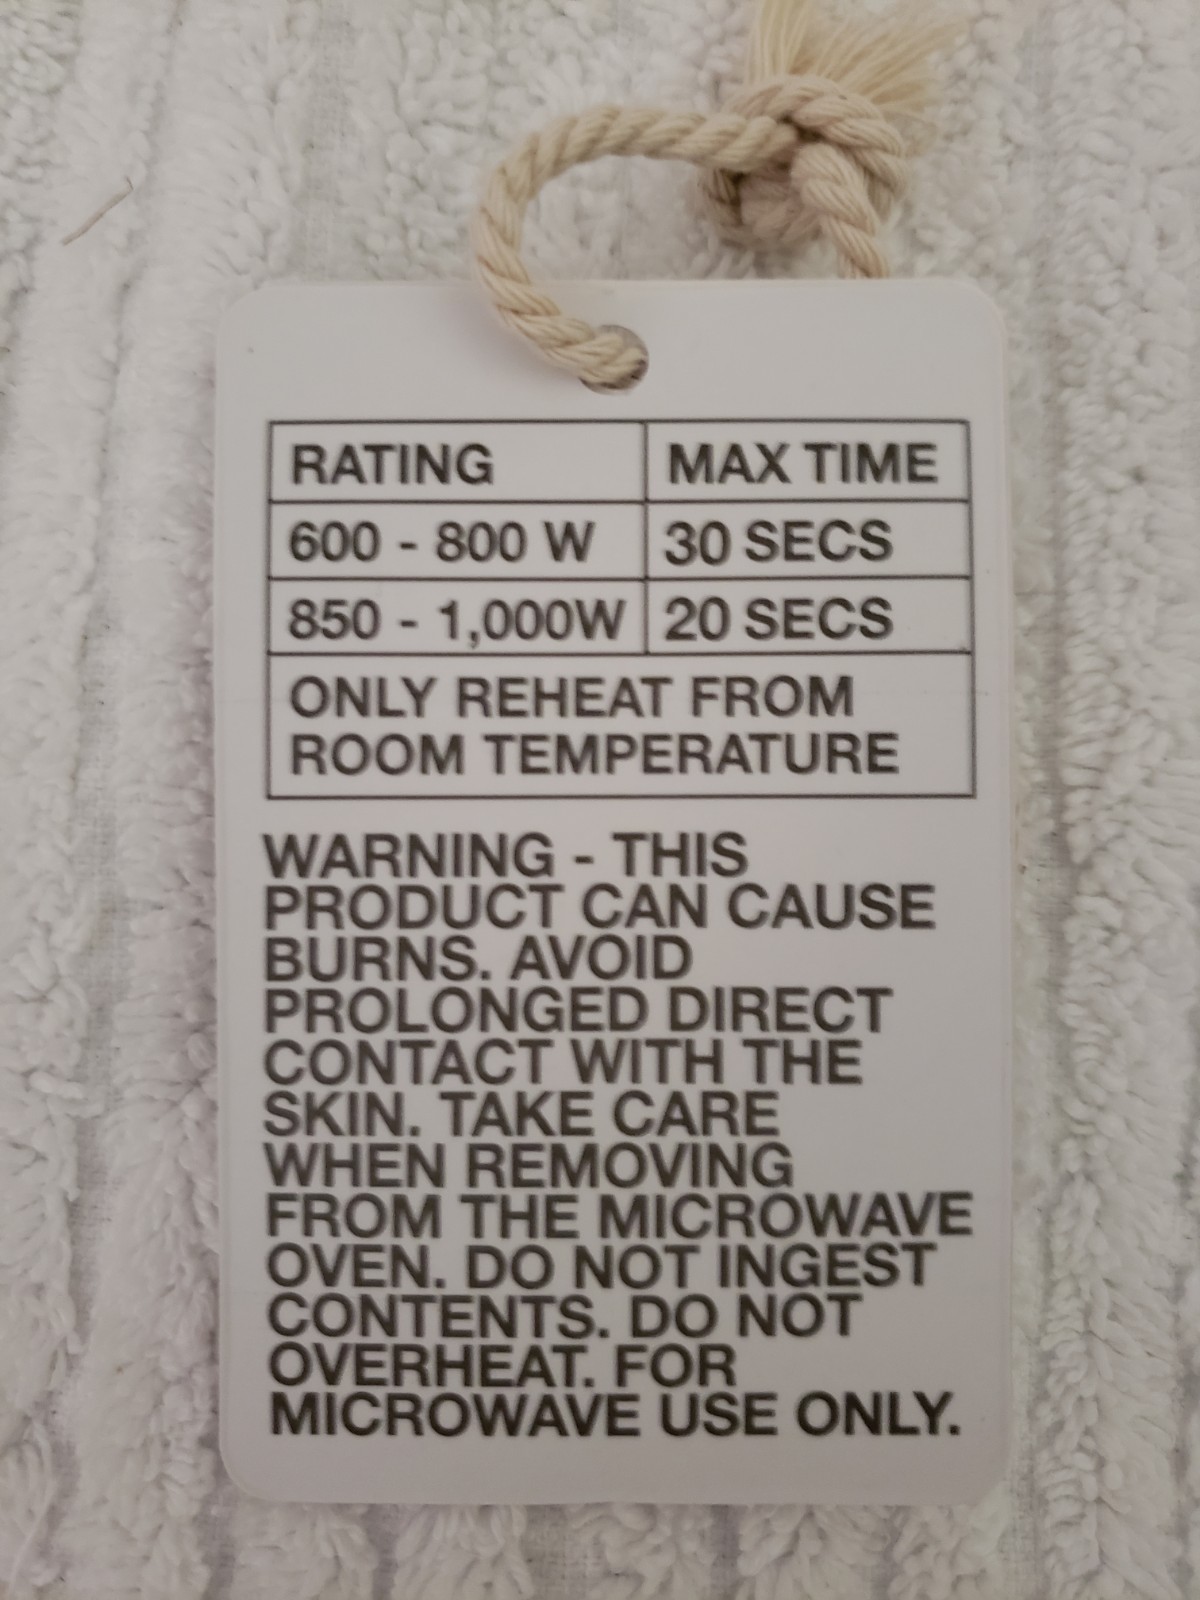 RATING MAX TIME
600 - 800 W 30 SECS
850 - 1,000W 20 SECS
ONLY REHEAT FROM
ROOM TEMPERATURE
WARNING - THIS
PRODUCT CAN CAUSE
BURNS. AVOID
PROLONGED DIRECT
CONTACT WITH THE
SKIN. TAKE CARE
WHEN REMOVING
FROM THE MICROWAVE
OVEN. DO NOT INGEST
CONTENTS. DO NOT
OVERHEAT. FOR
MICROWAVE USE ONLY.